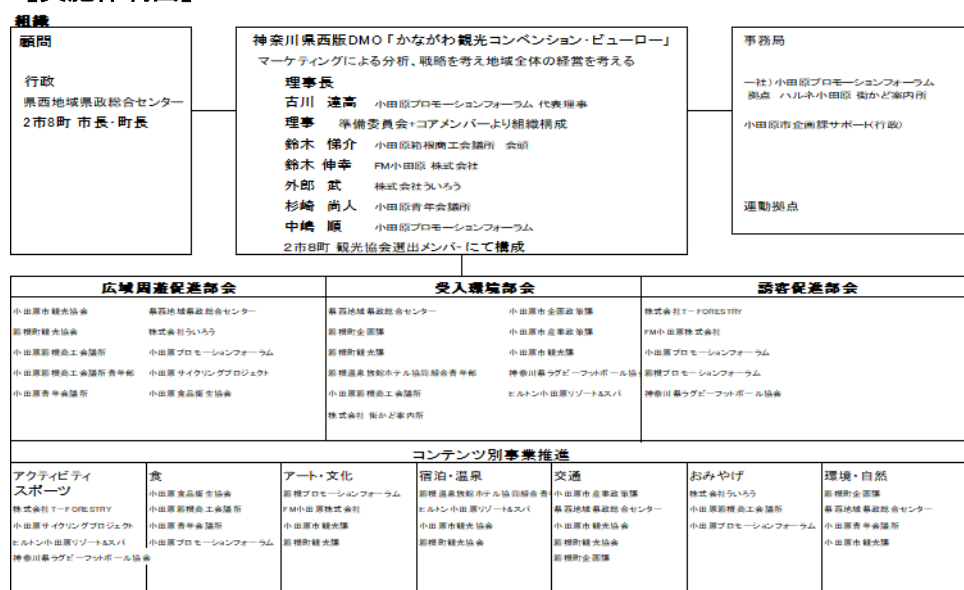 組織
顧問
行政
県西地域県政総合センター
2市8町 市長・町長
神奈川県西版DMO「かながわ観光コンベンション・ビューロー」
マーケティングによる分析、戦略を考え地域全体の経営を考える
理事長
古川 達高 小田原プロモーションフォーラム 代表理事
理事 準備委員会+コアメンバーより組織構成
鈴木 悌介 小田原箱根商工会議所 会頭
鈴木 伸幸 FM小田原 株式会社
外郎 武 株式会社ういろう
杉崎 尚人 小田原青年会議所
中嶋 順 小田原プロモーションフォーラム
2市8町 観光協会選出メンバーにて構成
事務局
一社)小田原プロモーションフォーラム
拠点 ハルネ小田原 街かど案内所
小田原市企画課サポート(行政)
運動拠点
広域周遊促進部会
小田原市観光協会 県西地域県政総合センター
箱根町観光協会 株式会社ういろう
小田原箱根商工会議所 小田原プロモーションフォーラム
小田原箱根商工会議所青年部 小田原サイクリングプロジェクト
小田原青年会議所 小田原食品衛生協会
受入環境部会
県西地域県政総合センター 小田原市企画政策課
箱根町企画課 小田原市産業政策課
箱根町観光課 小田原市観光課
箱根温泉旅館ホテル協同組合青年部 神奈川県ラグビーフットボール協会
小田原箱根商工会議所 ヒルトン小田原リゾート&スパ
株式会社 街かど案内所
誘客促進部会
株式会社T-FORESTRY
FM小田原株式会社
小田原プロモーションフォーラム
箱根プロモーションフォーラム
神奈川県ラグビーフットボール協会
コンテンツ別事業推進
アクティビティ
スポーツ
株式会社T-FORESTRY
小田原サイクリングプロジェクト
ヒルトン小田原リゾート&スパ
神奈川県ラグビーフットボール協会
食
小田原食品衛生協会
小田原箱根商工会議所
小田原青年会議所
小田原プロモーションフォーラム
アート・文化
箱根プロモーションフォーラム
FM小田原株式会社
小田原市観光課
箱根町観光課
宿泊・温泉
箱根温泉旅館ホテル協同組合青
ヒルトン小田原リゾート&スパ
小田原市観光協会
箱根町観光協会
交通
小田原市産業政策課
県西地域県政総合センター
小田原市観光協会
箱根町観光協会
箱根町企画課
おみやげ
株式会社ういろう
小田原箱根商工会議所
小田原プロモーションフォーラム
環境・自然
箱根町企画課
県西地域県政総合センター
小田原青年会議所
小田原市観光課